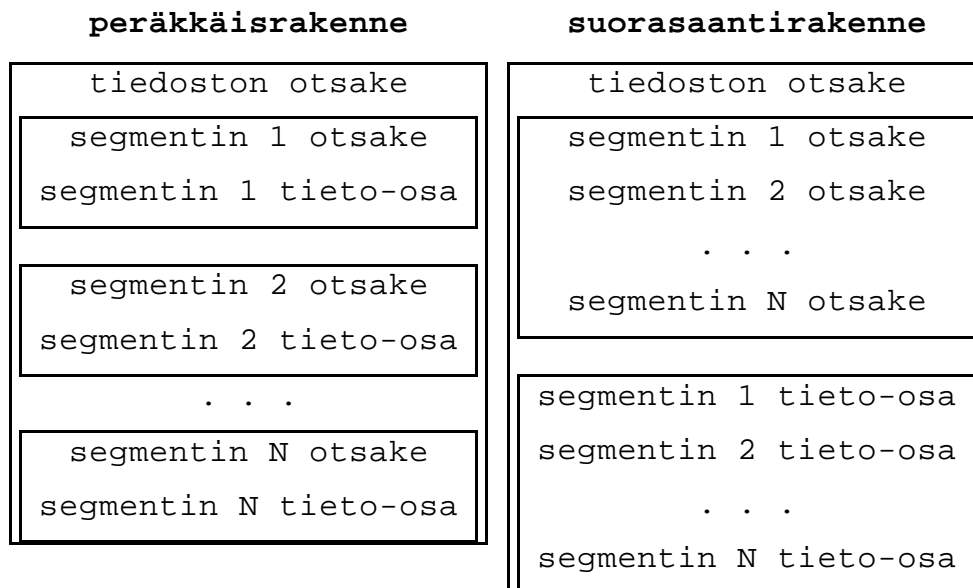 peräkkäisrakenne
tiedoston otsake
segmentin 1 otsake
segmentin 1 tieto-osa
segmentin 2 otsake
segmentin 2 tieto-osa
. . .
segmentin N otsake
segmentin N tieto-osa
suorasaantirakenne
tiedoston otsake
segmentin 1 otsake
segmentin 2 otsake
. . .
segmentin N otsake
segmentin 1 tieto-osa
segmentin 2 tieto-osa
. . .
segmentin N tieto-osa